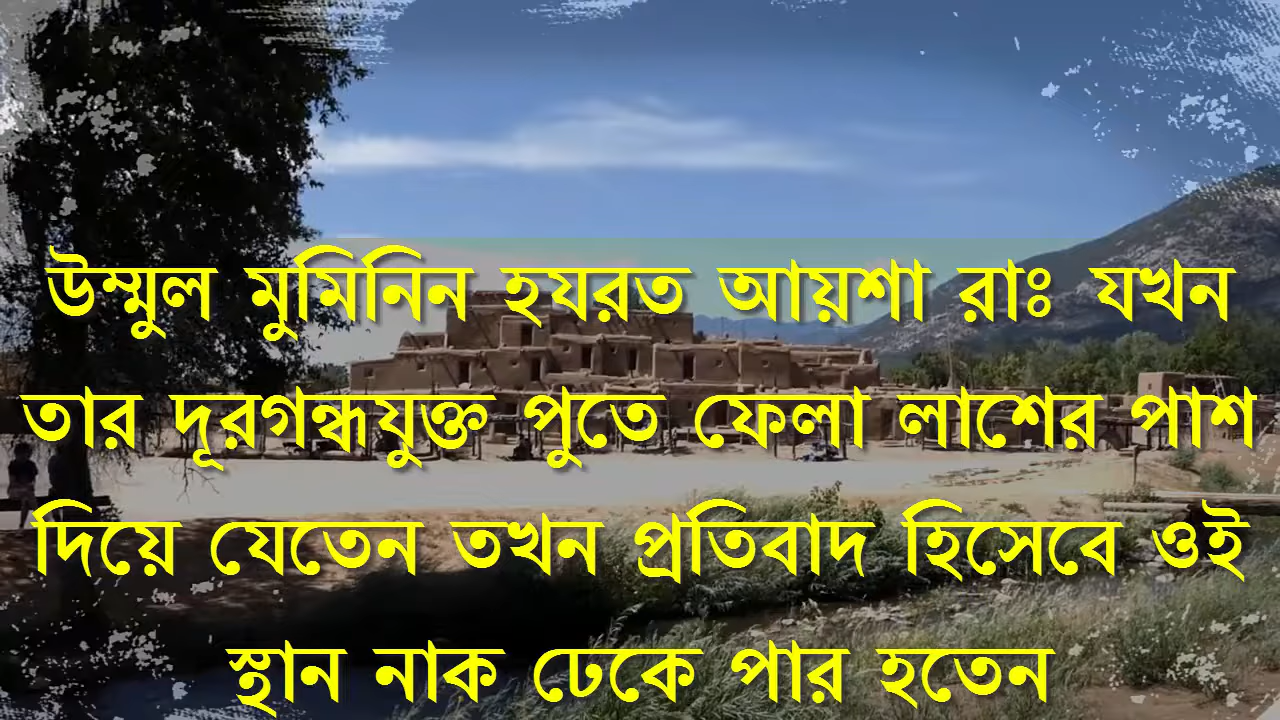 উম্মুল মুমিনিন হযরত আয়শা রাঃ যখন
তার দূরগন্ধযুক্ত পুতে ফেলা লাশের পাশ
দিয়ে যেতেন তখন প্রতিবাদ হিসেবে ওই
স্থান নাক ঢেকে পার হতেন